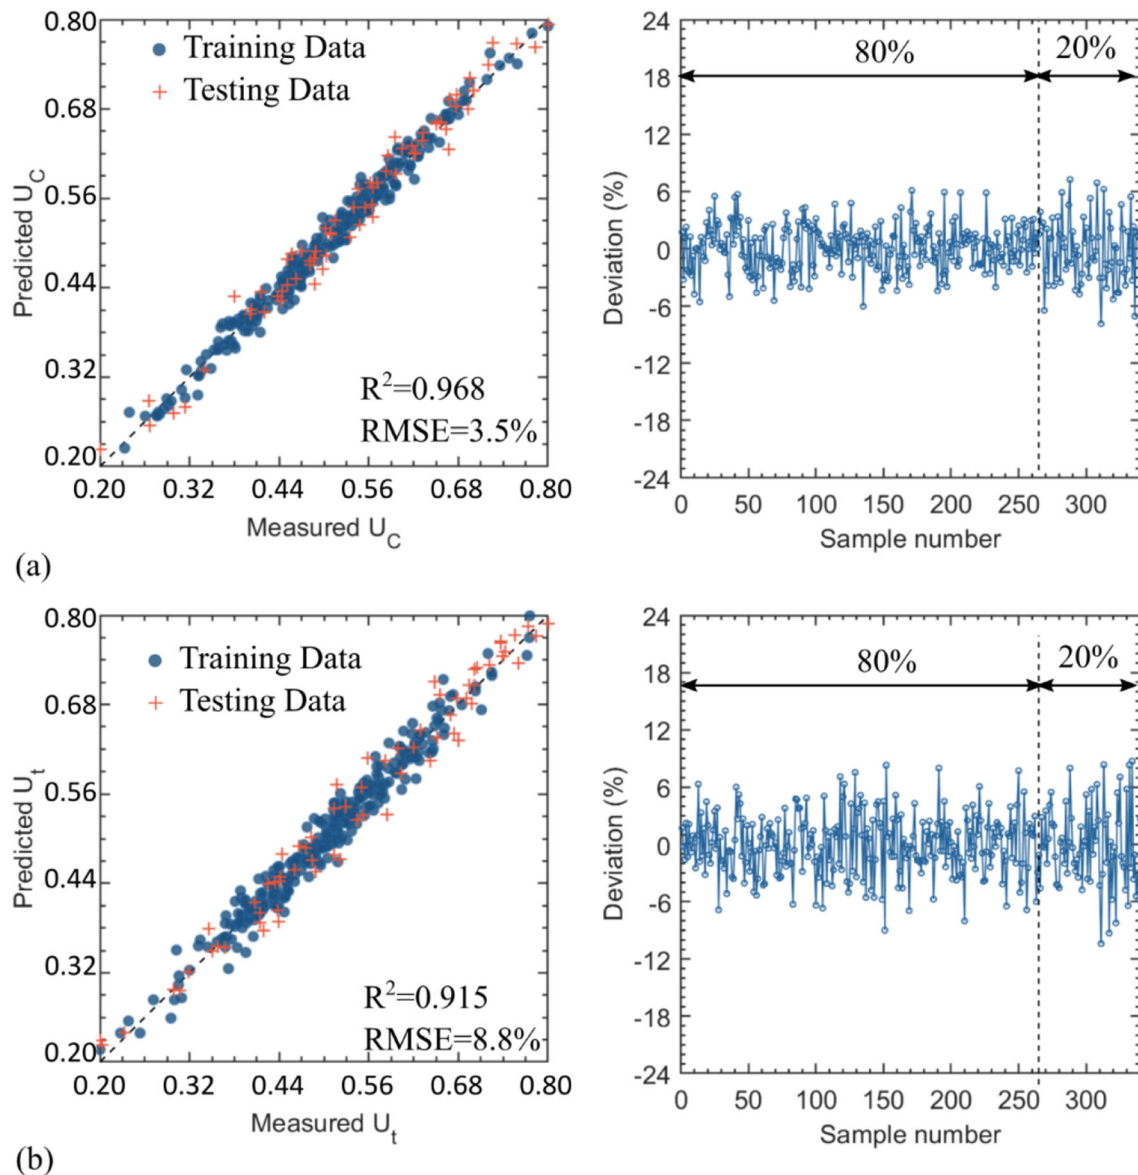 0.80
0.68
0.56
0.44
0.32
0.20
Predicted U_C
Training Data
Testing Data
R²=0.968
RMSE=3.5%
0.20 0.32 0.44 0.56 0.68 0.80
Measured U_C
24
18
12
6
0
-6
-12
-18
-24
Deviation (%)
80% 20%
0 50 100 150 200 250 300
Sample number
(a)
0.80
0.68
0.56
0.44
0.32
0.20
Predicted U_t
Training Data
Testing Data
R²=0.915
RMSE=8.8%
0.20 0.32 0.44 0.56 0.68 0.80
Measured U_t
24
18
12
6
0
-6
-12
-18
-24
Deviation (%)
80% 20%
0 50 100 150 200 250 300
Sample number
(b)